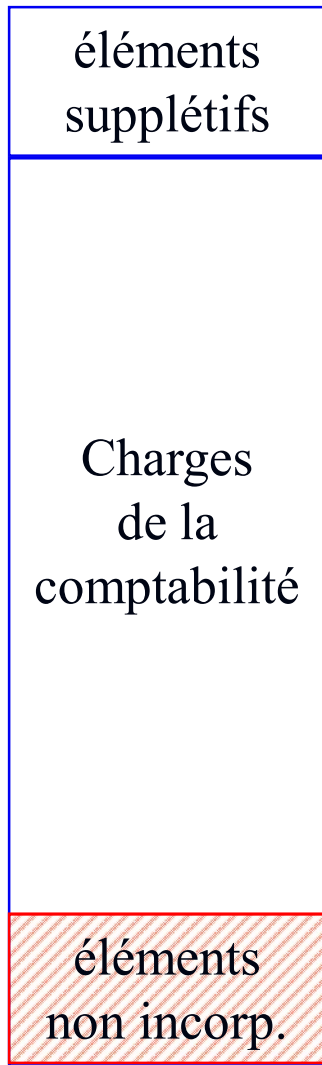 éléments
supplétifs
Charges
de la
comptabilité
éléments
non incorp.